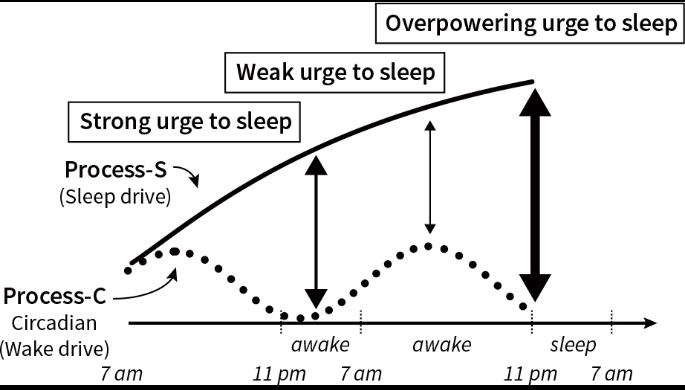 Overpowering urge to sleep
Weak urge to sleep
Strong urge to sleep
Process-S
(Sleep drive)
Process-C
Circadian
(Wake drive)
awake
awake
sleep
7 am
11 pm
7 am
11 pm
7 am